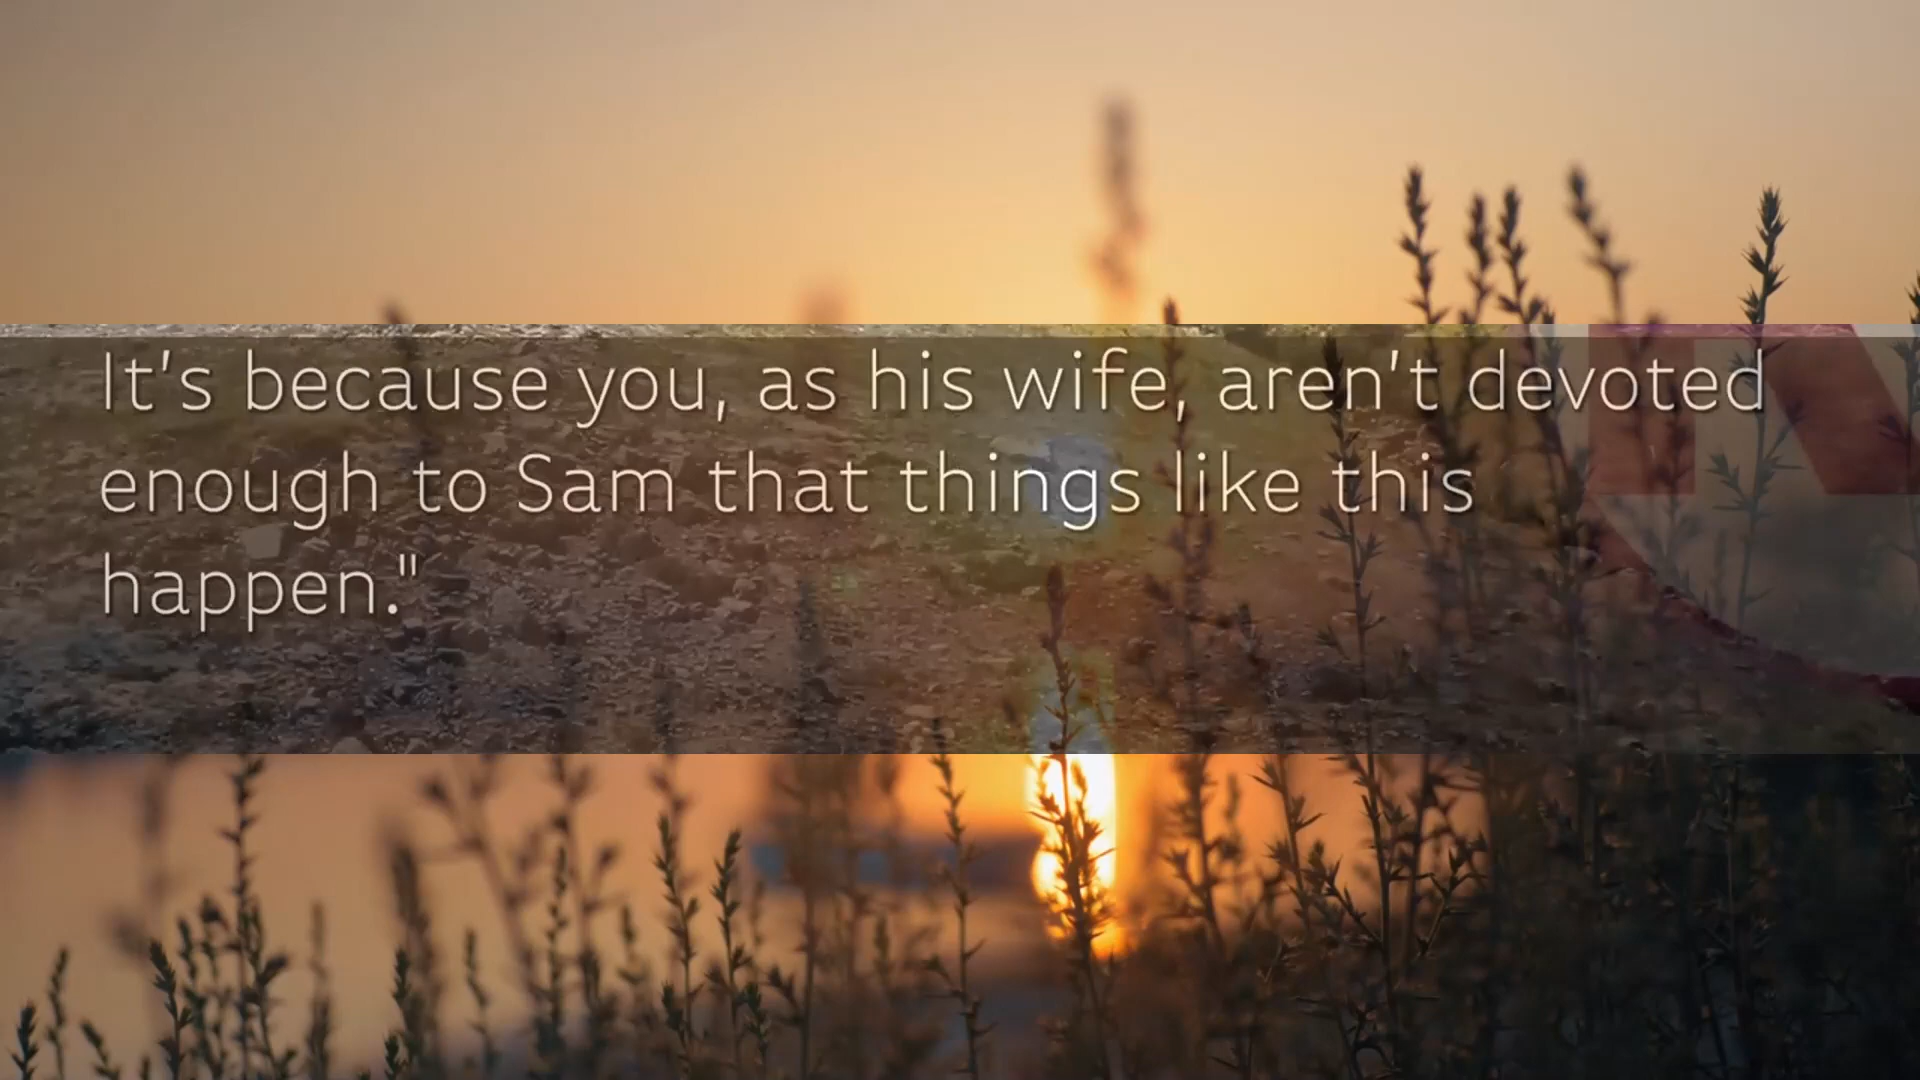 It's because you, as his wife, aren't devoted
enough to Sam that things like this
happen."